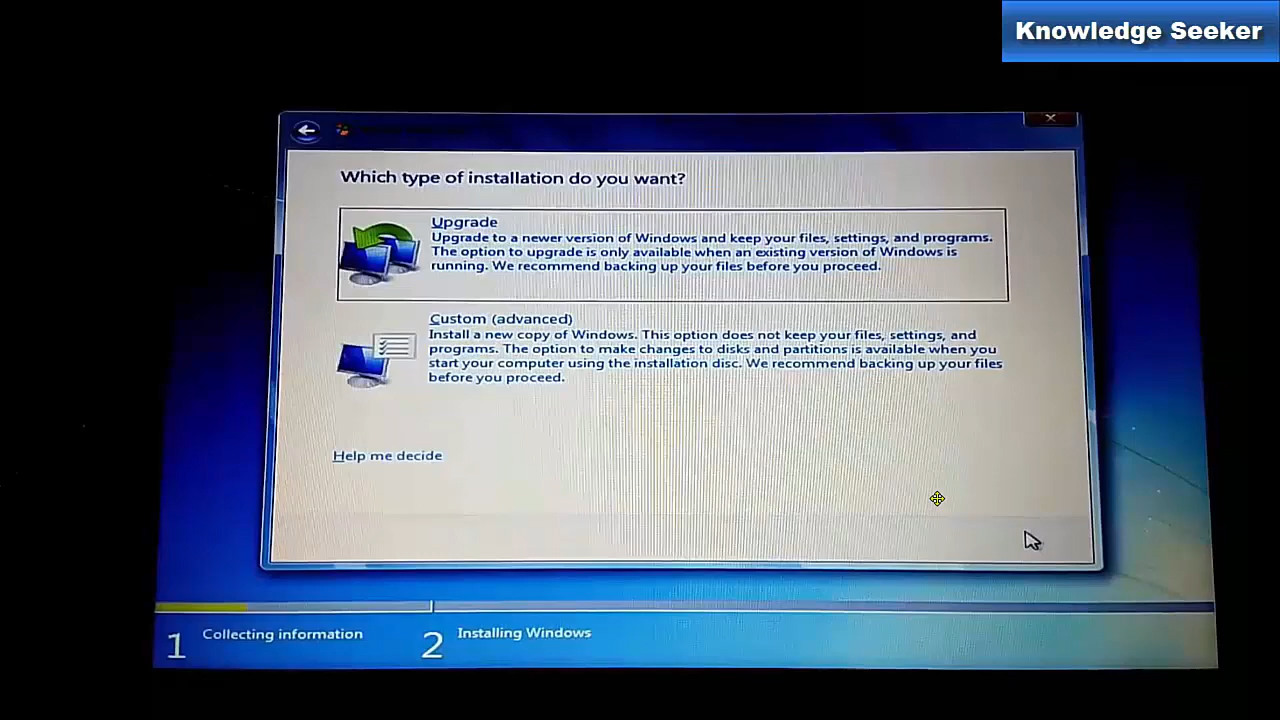 Knowledge Seeker
Which type of installation do you want?
Upgrade
Upgrade to a newer version of Windows and keep your files, settings, and programs.
The option to upgrade is only available when an existing version of Windows is
running. We recommend backing up your files before you proceed.
Custom (advanced)
Install a new copy of Windows. This option does not keep your files, settings, and
programs. The option to make changes to disks and partitions is available when you
start your computer using the installation disc. We recommend backing up your files
before you proceed.
Help me decide
1 Collecting information
2 Installing Windows